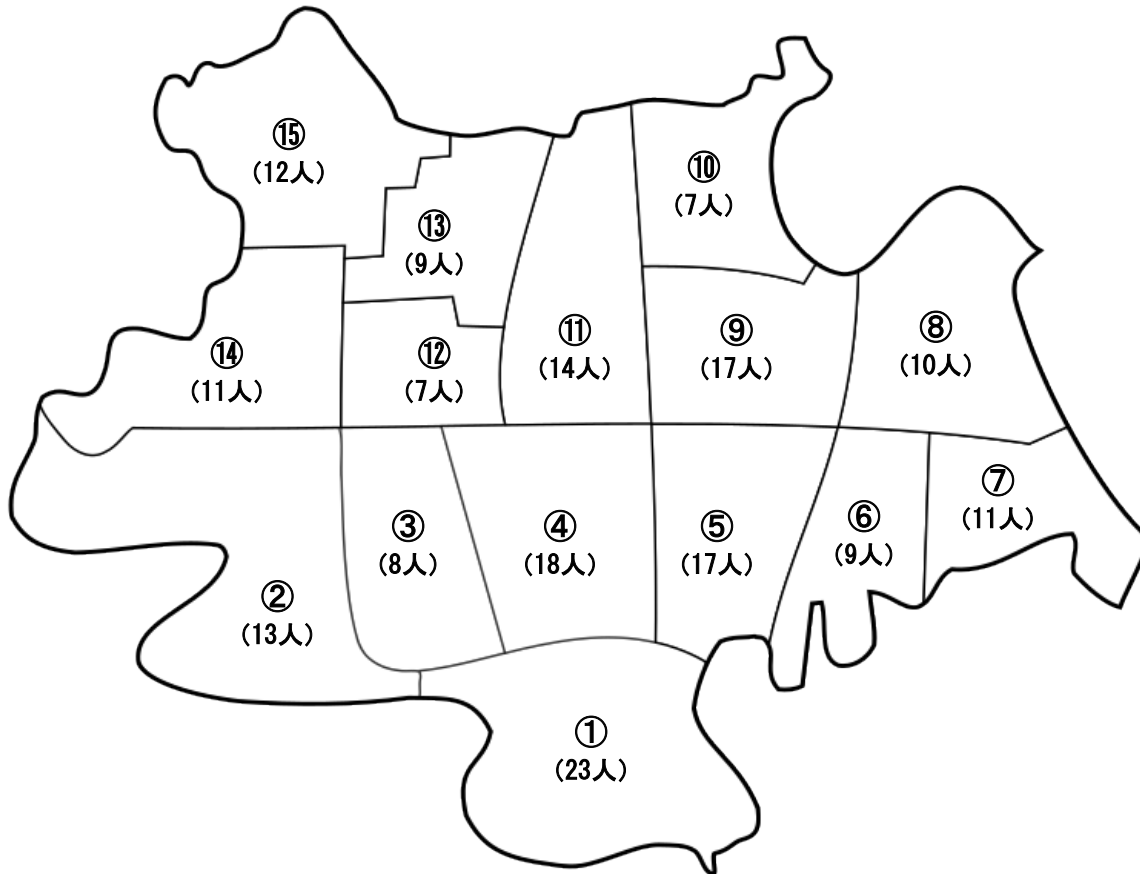 ⑮
(12人)
⑩
(7人)
⑬
(9人)
⑭
(11人)
⑫
(7人)
⑪
(14人)
⑨
(17人)
⑧
(10人)
②
(13人)
③
(8人)
④
(18人)
⑤
(17人)
⑥
(9人)
⑦
(11人)
①
(23人)